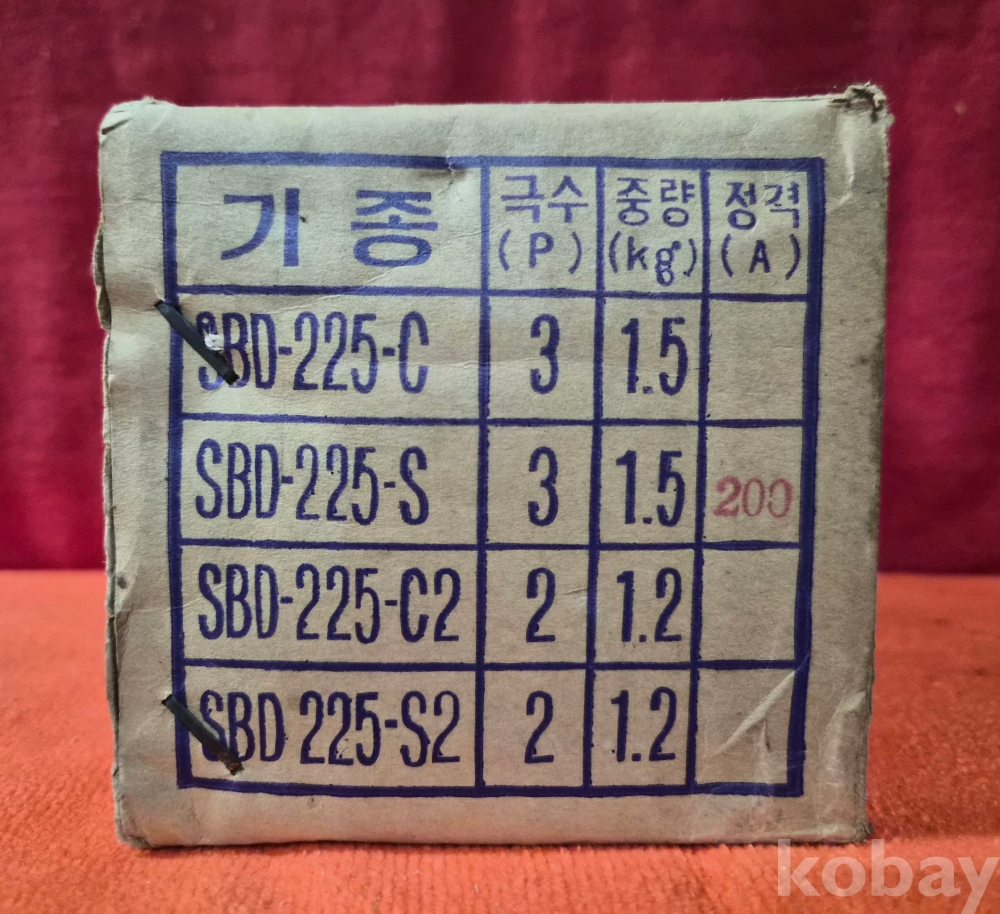 기종 극수(P) 중량(kg) 정격(A)
SBD-225-C 3 1.5
SBD-225-S 3 1.5 200
SBD-225-C2 2 1.2
SBD 225-S2 2 1.2
kobay